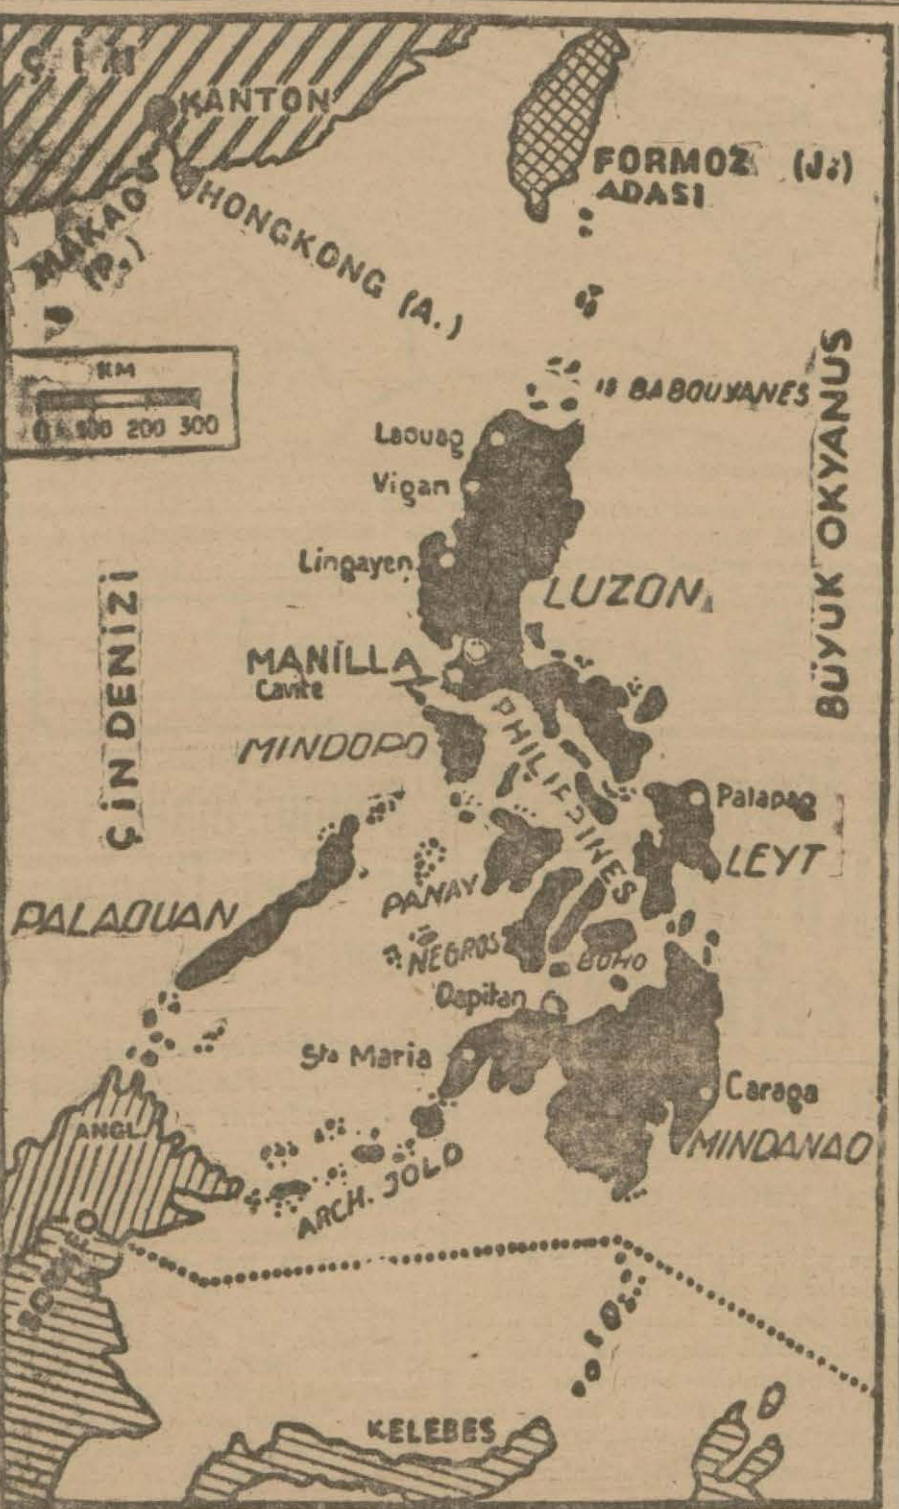 ÇİN
KANTON
FORMOZ (J.)
ADASI
MAKAO
(P.)
HONGKONG (A.)
KM
0 100 200 300
IS BABOUYANES
Laouag
Vigan
Lingayen
LUZON
BÜYÜK OKYANUS
ÇİN DENİZİ
MANİLLA
Cavite
MINDOPO
PHILIPPINES
Palapag
LEYT
PALAOUAN
PANAY
NEGROS
BOHO
Dapitan
Sta Maria
Caraga
MINDANAO
ANGL.
ARCH. JOLO
BORNEO
KELEBES